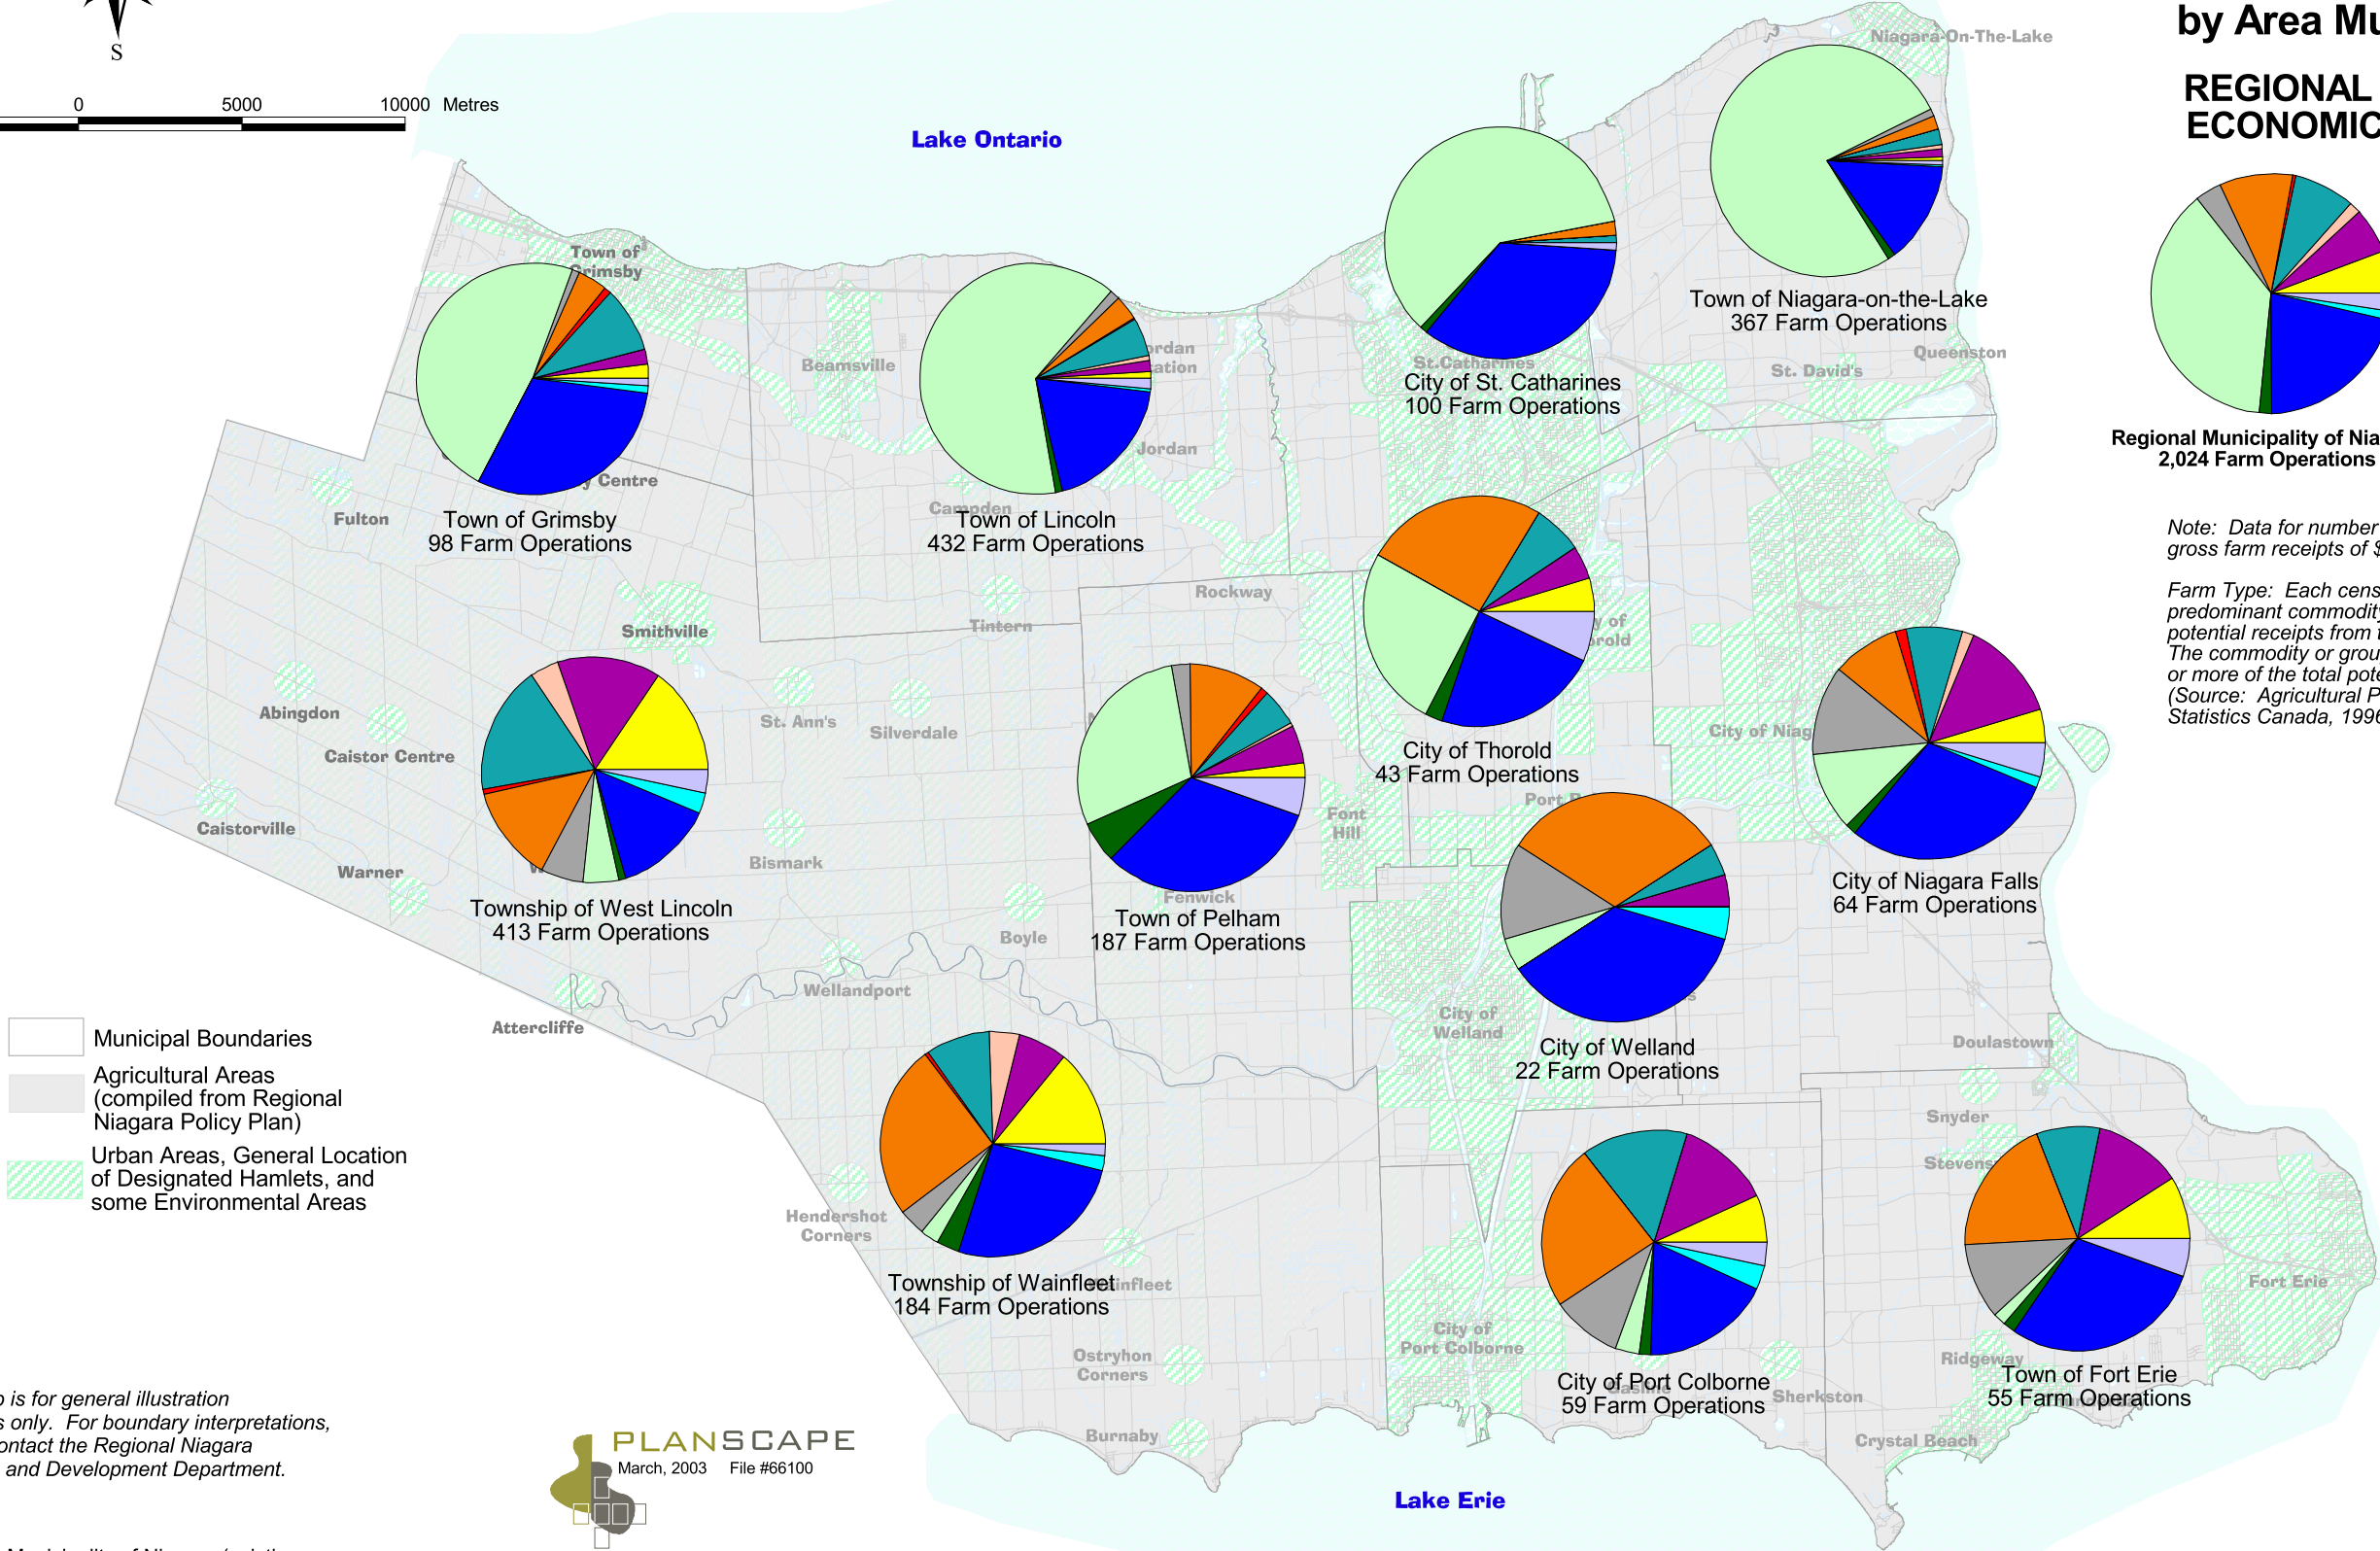 S
0 5000 10000 Metres
by Area Mu
REGIONAL
ECONOMIC
Niagara-On-The-Lake
Lake Ontario
Town of
Grimsby
Town of Niagara-on-the-Lake
367 Farm Operations
Beamsville
ordan
tation
St.Catharines
City of St. Catharines
100 Farm Operations
Queenston
St. David's
Jordan
Regional Municipality of Nia
2,024 Farm Operations
y Centre
Fulton
Town of Grimsby
98 Farm Operations
Campden
Town of Lincoln
432 Farm Operations
Note: Data for number
gross farm receipts of $
Farm Type: Each cens
predominant commodity
potential receipts from t
The commodity or grou
or more of the total pote
(Source: Agricultural P
Statistics Canada, 1996
Rockway
Tintern
Smithville
y of
orold
Abingdon
St. Ann's
Silverdale
Caistor Centre
City of Niag
City of Thorold
43 Farm Operations
Port R
Font
Hill
Caistorville
Warner
Bismark
Fenwick
City of Niagara Falls
64 Farm Operations
Township of West Lincoln
413 Farm Operations
Town of Pelham
187 Farm Operations
Boyle
Wellandport
Attercliffe
City of
Welland
City of Welland
22 Farm Operations
Doulastown
Municipal Boundaries
Agricultural Areas
(compiled from Regional
Niagara Policy Plan)
Urban Areas, General Location
of Designated Hamlets, and
some Environmental Areas
Snyder
Stevens
Hendershot
Corners
Township of Wainfleet
184 Farm Operations
ainfleet
Fort Erie
City of
Port Colborne
Ostryhon
Corners
Ridgeway
City of Port Colborne
59 Farm Operations
Sherkston
Town of Fort Erie
55 Farm Operations
Burnaby
Crystal Beach
Lake Erie
p is for general illustration
s only. For boundary interpretations,
ontact the Regional Niagara
and Development Department.
PLANSCAPE
March, 2003 File #66100